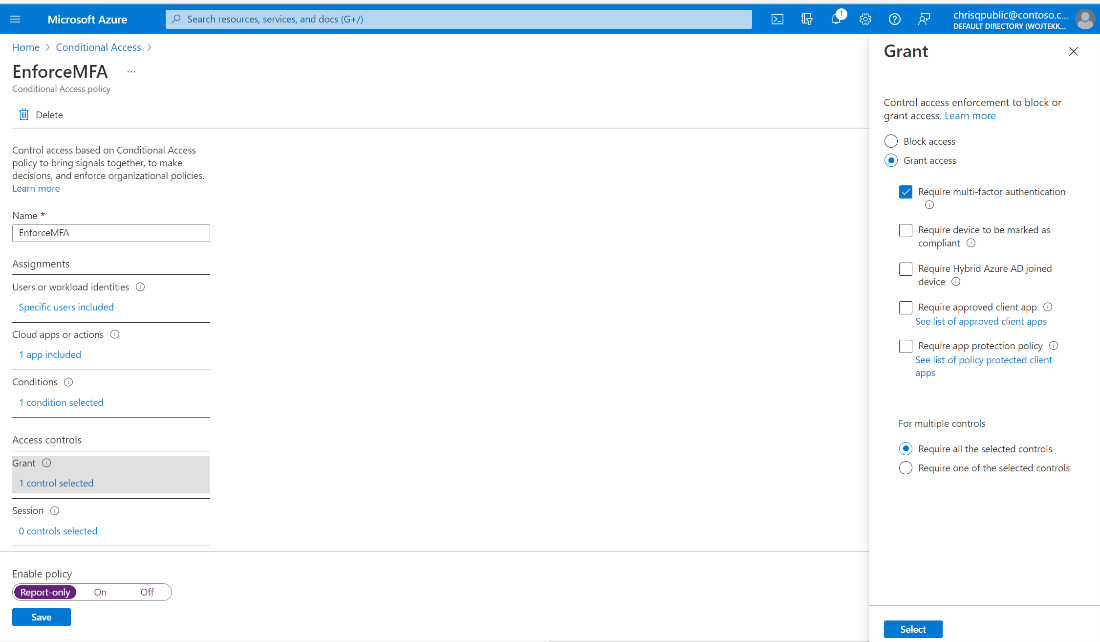 Microsoft Azure
Search resources, services, and docs (G+/)
1
chrisqpublic@contoso.c...
DEFAULT DIRECTORY (WOJTEKK...
Home > Conditional Access >
EnforceMFA ...
Conditional Access policy
Delete
Control access based on Conditional Access
policy to bring signals together, to make
decisions, and enforce organizational policies.
Learn more
Name *
EnforceMFA
Assignments
Users or workload identities
Specific users included
Cloud apps or actions
1 app included
Conditions
1 condition selected
Access controls
Grant
1 control selected
Session
0 controls selected
Enable policy
Report-only On Off
Save
Grant
Control access enforcement to block or
grant access. Learn more
Block access
Grant access
Require multi-factor authentication
Require device to be marked as
compliant
Require Hybrid Azure AD joined
device
Require approved client app
See list of approved client apps
Require app protection policy
See list of policy protected client
apps
For multiple controls
Require all the selected controls
Require one of the selected controls
Select